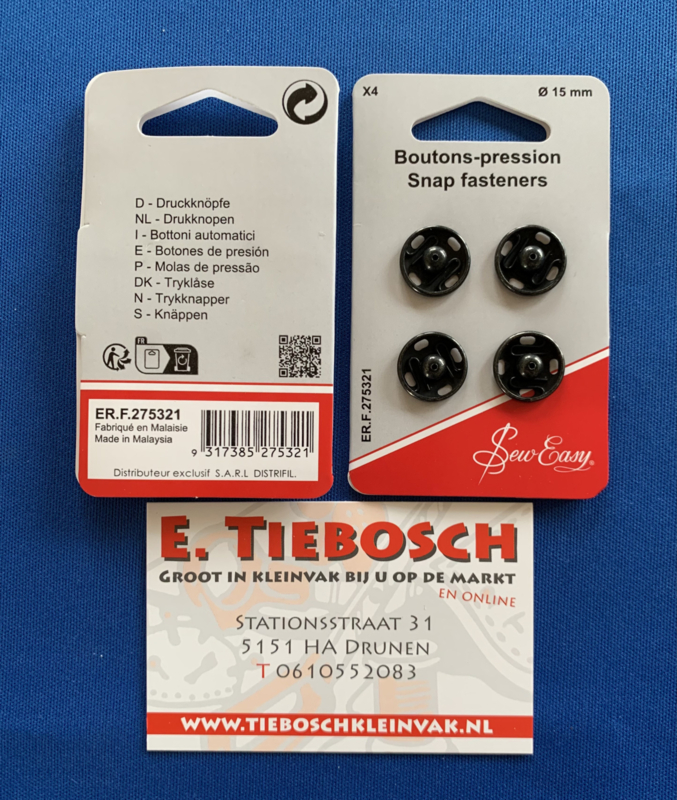 D - Druckknöpfe
NL - Drukknopen
I - Bottoni automatici
E - Botones de presión
P - Molas de pressão
DK - Tryklåse
N - Trykknapper
S - Knäppen
FR
ER.F.275321
Fabriqué en Malaisie
Made in Malaysia
9 317385 275321
Distributeur exclusif S.A.R.L DISTRIFIL.
X4 Ø 15 mm
Boutons-pression
Snap fasteners
ER.F.275321
Sew Easy®
E. TIEBOSCH
GROOT IN KLEINVAK BIJ U OP DE MARKT
EN ONLINE
STATIONSSTRAAT 31
5151 HA DRUNEN
T 0610552083
WWW.TIEBOSCHKLEINVAK.NL